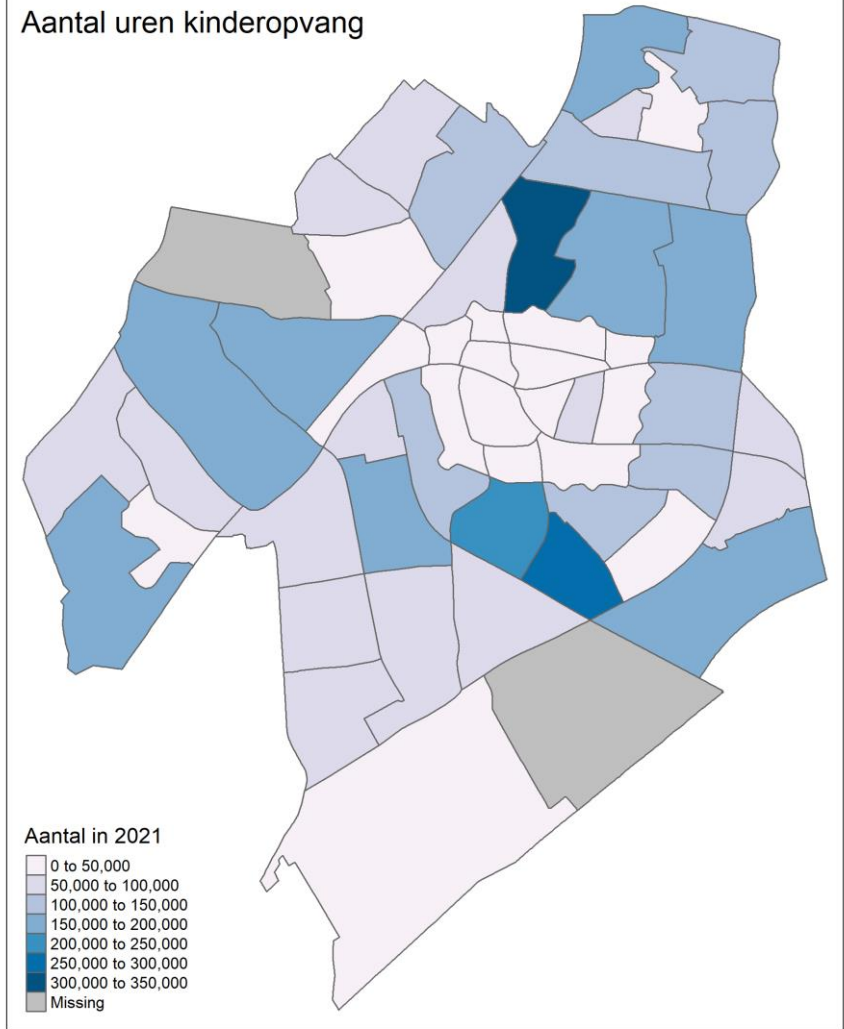 Aantal uren kinderopvang
Aantal in 2021
0 to 50,000
50,000 to 100,000
100,000 to 150,000
150,000 to 200,000
200,000 to 250,000
250,000 to 300,000
300,000 to 350,000
Missing